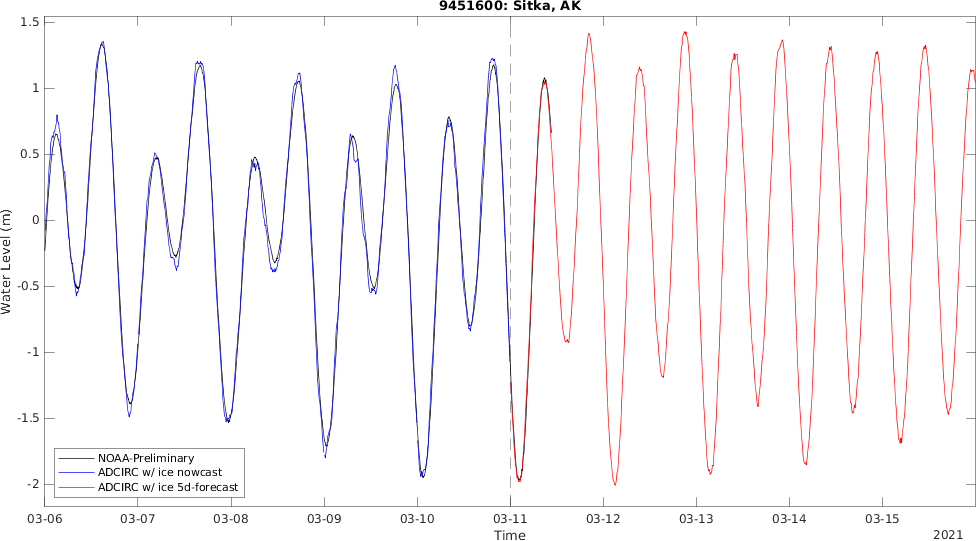 9451600: Sitka, AK
1.5
1
0.5
0
-0.5
-1
-1.5
-2
Water Level (m)
NOAA-Preliminary
ADCIRC w/ ice nowcast
ADCIRC w/ ice 5d-forecast
03-06 03-07 03-08 03-09 03-10 03-11 03-12 03-13 03-14 03-15
Time
2021